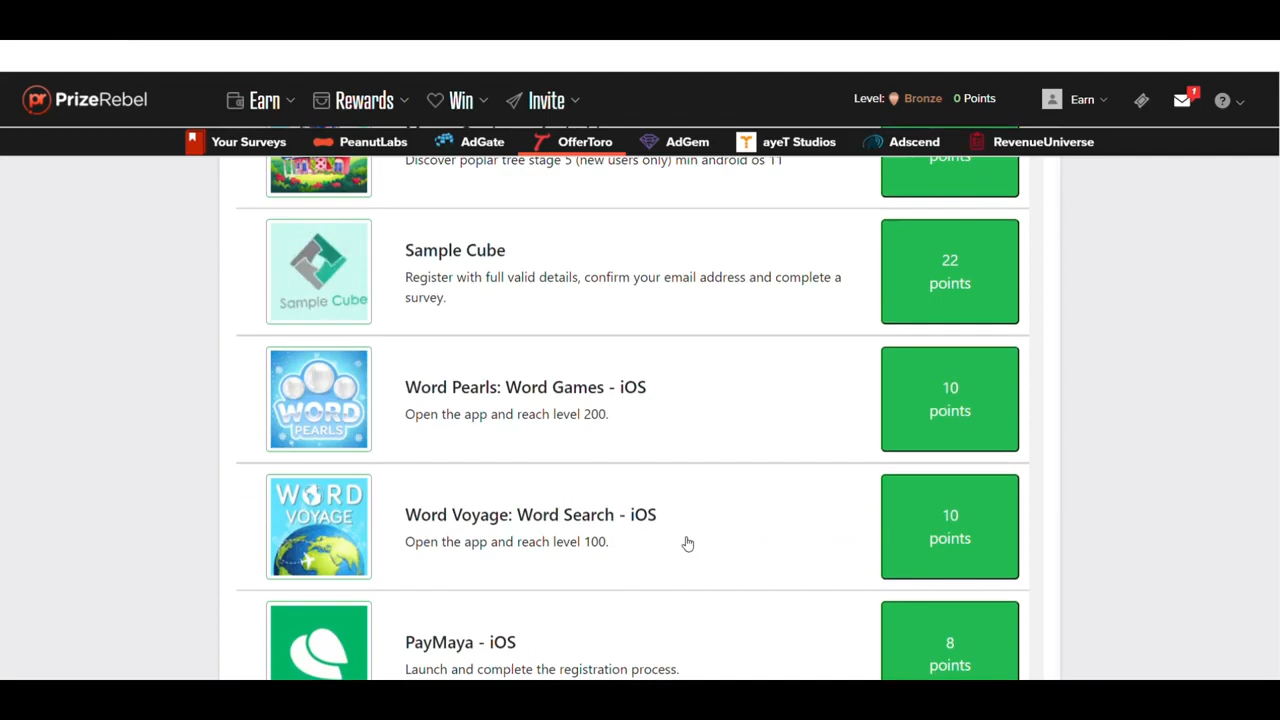 pr PrizeRebel Earn Rewards Win Invite Level: Bronze 0 Points Earn 1 ?
Your Surveys PeanutLabs AdGate OfferToro AdGem ayeT Studios Adscend RevenueUniverse
Discover poplar tree stage 5 (new users only) min android os 11
points
Sample Cube
Sample Cube
Register with full valid details, confirm your email address and complete a
survey.
22
points
WORD
PEARLS
Word Pearls: Word Games - iOS
Open the app and reach level 200.
10
points
WORD
VOYAGE
Word Voyage: Word Search - iOS
Open the app and reach level 100.
10
points
PayMaya - iOS
Launch and complete the registration process.
8
points